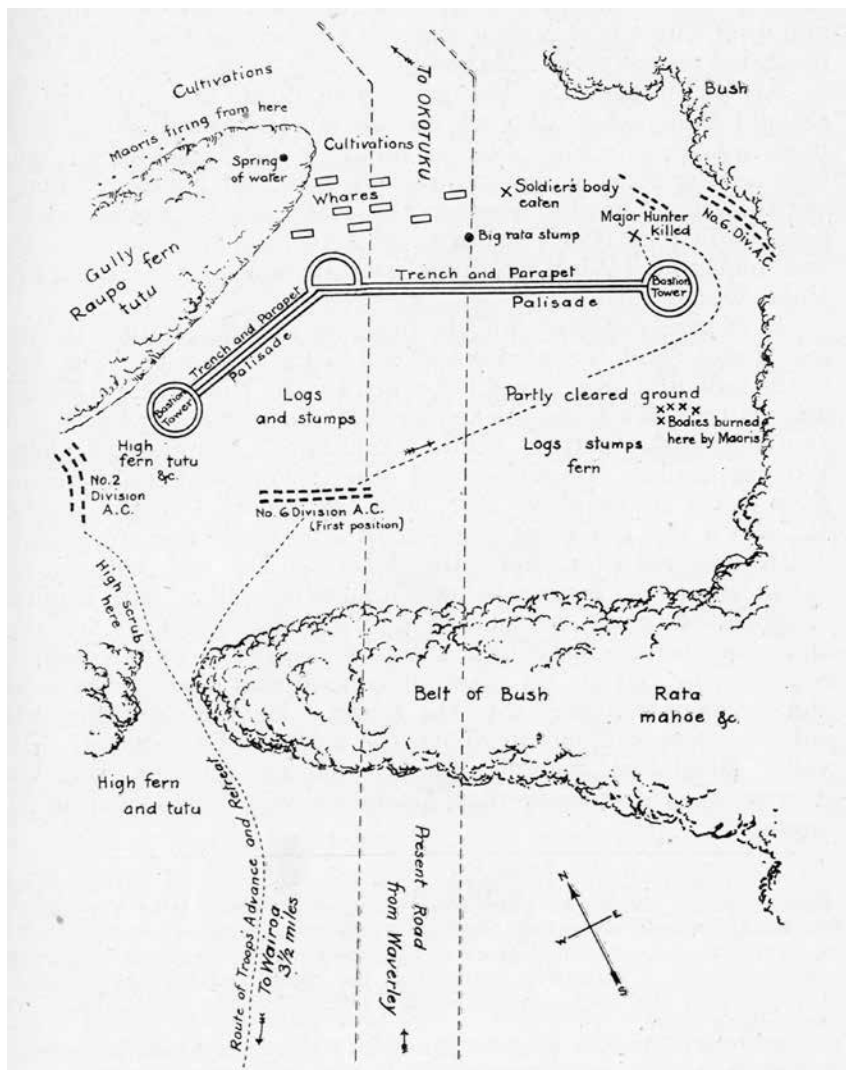 Cultivations
Maoris firing from here
Spring
of water
Cultivations
To OKOTUKU
Bush
Whares
Soldier's body
eaten
Major Hunter
killed
No. 6. Div. A.C.
Big rata stump
Gully
Raupo fern
tutu
Trench and Parapet
Palisade
Bastion
Tower
Trench and Parapet
Palisade
Bastion
Tower
Logs
and stumps
Partly cleared ground
Bodies burned
here by Maoris
Logs stumps
fern
High
fern tutu
&c.
No. 2
Division
A.C.
No. 6 Division A.C.
(First position)
High scrub
here
Belt of Bush
Rata
mahoe &c.
High fern
and tutu
Route of Troops' Advance and Retreat
To Wairoa
3½ miles
Present Road
from Waverley
N
E
W
S